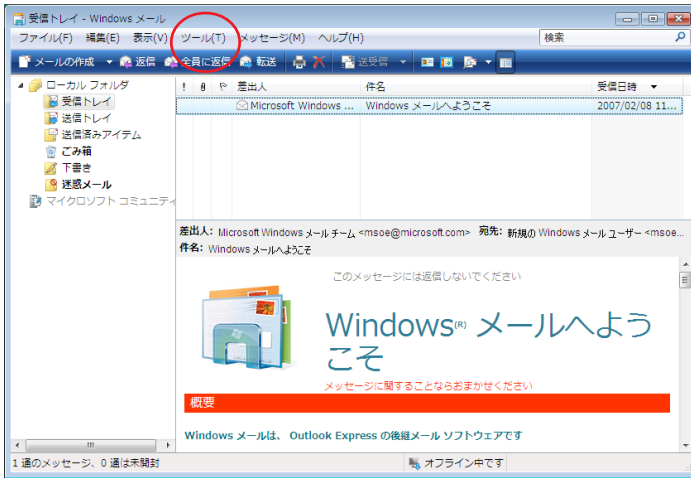 受信トレイ - Windows メール
ファイル(F) 編集(E) 表示(V) ツール(T) メッセージ(M) ヘルプ(H) 検索
メールの作成 返信 全員に返信 転送 送受信
ローカル フォルダ
受信トレイ
送信トレイ
送信済みアイテム
ごみ箱
下書き
迷惑メール
マイクロソフト コミュニティ
! 差出人 件名 受信日時
Microsoft Windows ... Windows メールへようこそ 2007/02/08 11...
差出人: Microsoft Windows メール チーム <msoe@microsoft.com> 宛先: 新規の Windows メール ユーザー <msoe...
件名: Windows メールへようこそ
このメッセージには返信しないでください
Windows(R) メールへよう
こそ
メッセージに関することならおまかせください
概要
Windows メールは、 Outlook Express の後継メール ソフトウェアです
1 通のメッセージ、0 通は未開封 オフライン中です